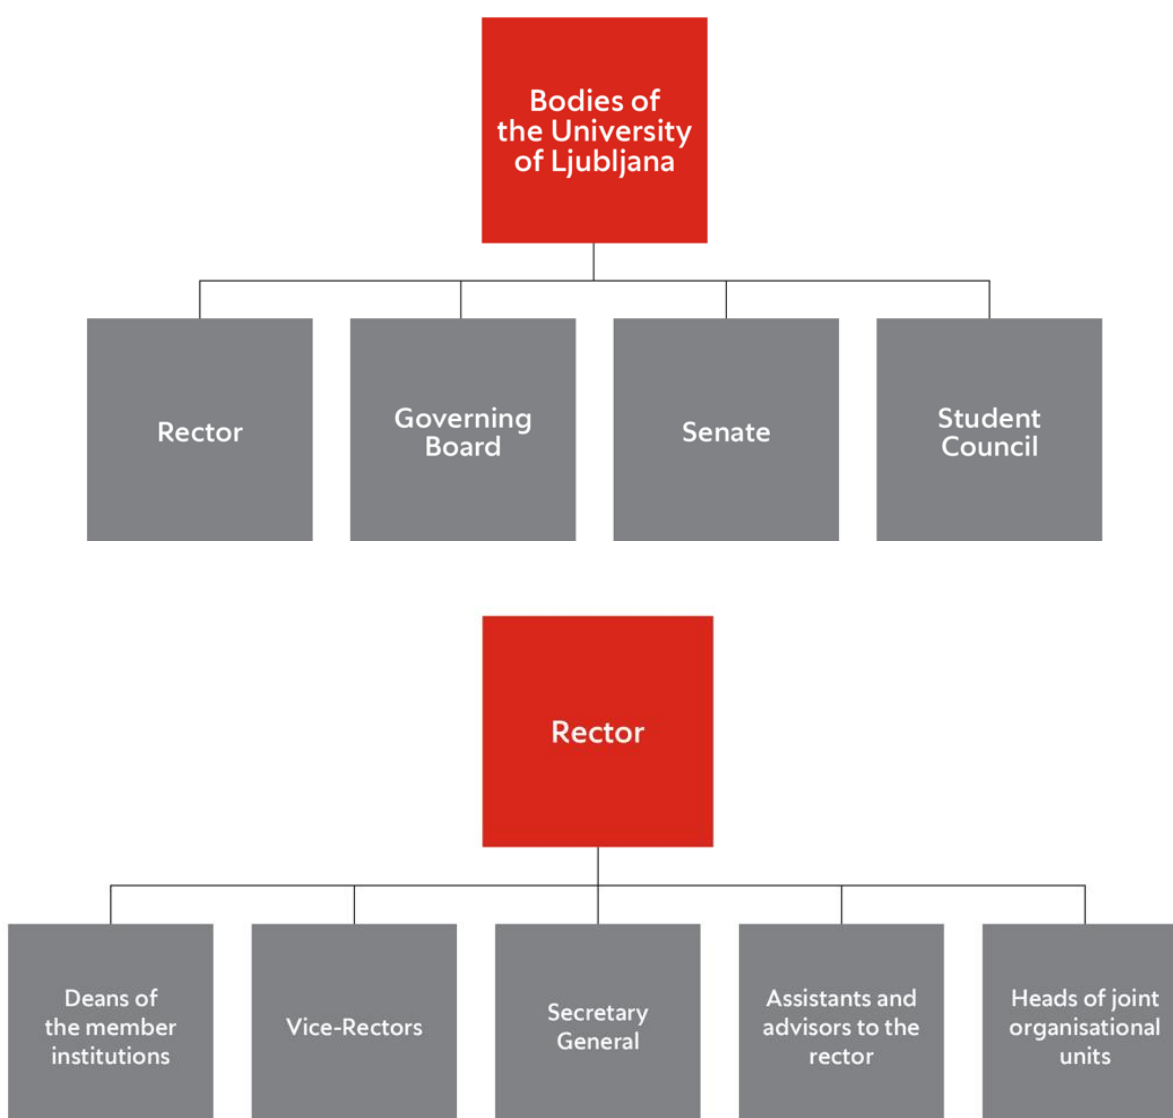 Bodies of
the University
of Ljubljana
Rector
Governing
Board
Senate
Student
Council
Rector
Deans of
the member
institutions
Vice-Rectors
Secretary
General
Assistants and
advisors to the
rector
Heads of joint
organisational
units